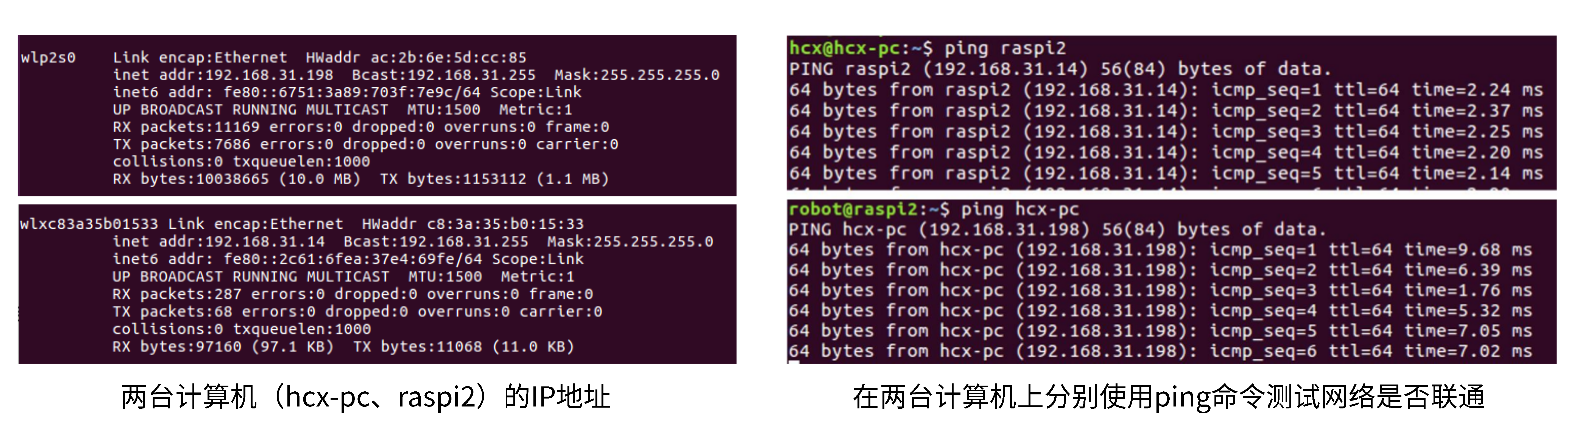 wlp2s0    Link encap:Ethernet  HWaddr ac:2b:6e:5d:cc:85
inet addr:192.168.31.198  Bcast:192.168.31.255  Mask:255.255.255.0
inet6 addr: fe80::6751:3a89:703f:7e9c/64 Scope:Link
UP BROADCAST RUNNING MULTICAST  MTU:1500  Metric:1
RX packets:11169 errors:0 dropped:0 overruns:0 frame:0
TX packets:7686 errors:0 dropped:0 overruns:0 carrier:0
collisions:0 txqueuelen:1000
RX bytes:10038665 (10.0 MB)  TX bytes:1153112 (1.1 MB)
wlxc83a35b01533 Link encap:Ethernet  HWaddr c8:3a:35:b0:15:33
inet addr:192.168.31.14  Bcast:192.168.31.255  Mask:255.255.255.0
inet6 addr: fe80::2c61:6fea:37e4:69fe/64 Scope:Link
UP BROADCAST RUNNING MULTICAST  MTU:1500  Metric:1
RX packets:287 errors:0 dropped:0 overruns:0 frame:0
TX packets:68 errors:0 dropped:0 overruns:0 carrier:0
collisions:0 txqueuelen:1000
RX bytes:97160 (97.1 KB)  TX bytes:11068 (11.0 KB)
两台计算机（hcx-pc、raspi2）的IP地址
hcx@hcx-pc:~$ ping raspi2
PING raspi2 (192.168.31.14) 56(84) bytes of data.
64 bytes from raspi2 (192.168.31.14): icmp_seq=1 ttl=64 time=2.24 ms
64 bytes from raspi2 (192.168.31.14): icmp_seq=2 ttl=64 time=2.37 ms
64 bytes from raspi2 (192.168.31.14): icmp_seq=3 ttl=64 time=2.25 ms
64 bytes from raspi2 (192.168.31.14): icmp_seq=4 ttl=64 time=2.20 ms
64 bytes from raspi2 (192.168.31.14): icmp_seq=5 ttl=64 time=2.14 ms
robot@raspi2:~$ ping hcx-pc
PING hcx-pc (192.168.31.198) 56(84) bytes of data.
64 bytes from hcx-pc (192.168.31.198): icmp_seq=1 ttl=64 time=9.68 ms
64 bytes from hcx-pc (192.168.31.198): icmp_seq=2 ttl=64 time=6.39 ms
64 bytes from hcx-pc (192.168.31.198): icmp_seq=3 ttl=64 time=1.76 ms
64 bytes from hcx-pc (192.168.31.198): icmp_seq=4 ttl=64 time=5.32 ms
64 bytes from hcx-pc (192.168.31.198): icmp_seq=5 ttl=64 time=7.05 ms
64 bytes from hcx-pc (192.168.31.198): icmp_seq=6 ttl=64 time=7.02 ms
在两台计算机上分别使用ping命令测试网络是否联通